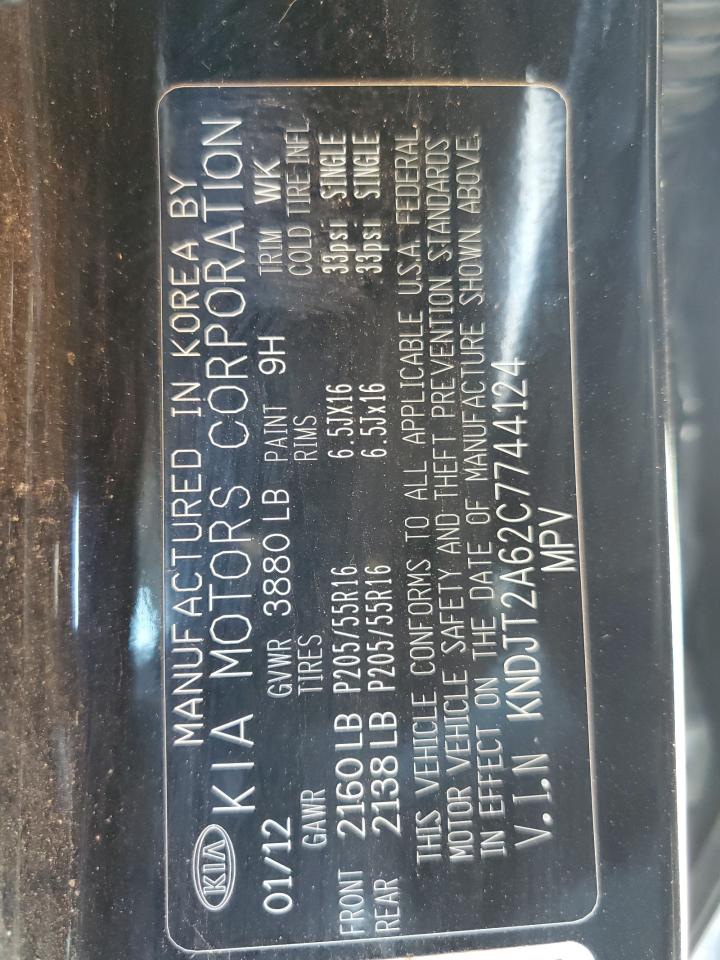 MANUFACTURED IN KOREA BY
KIA KIA MOTORS CORPORATION
01/12 GVWR 3880 LB PAINT 9H TRIM WK
GAWR TIRES RIMS COLD TIRE INFL
FRONT 2160 LB P205/55R16 6.5JX16 33psi SINGLE
REAR 2138 LB P205/55R16 6.5Jx16 33psi SINGLE
THIS VEHICLE CONFORMS TO ALL APPLICABLE U.S.A. FEDERAL
MOTOR VEHICLE SAFETY AND THEFT PREVENTION STANDARDS
IN EFFECT ON THE DATE OF MANUFACTURE SHOWN ABOVE.
V.I.N KNDJT2A62C7744124
MPV